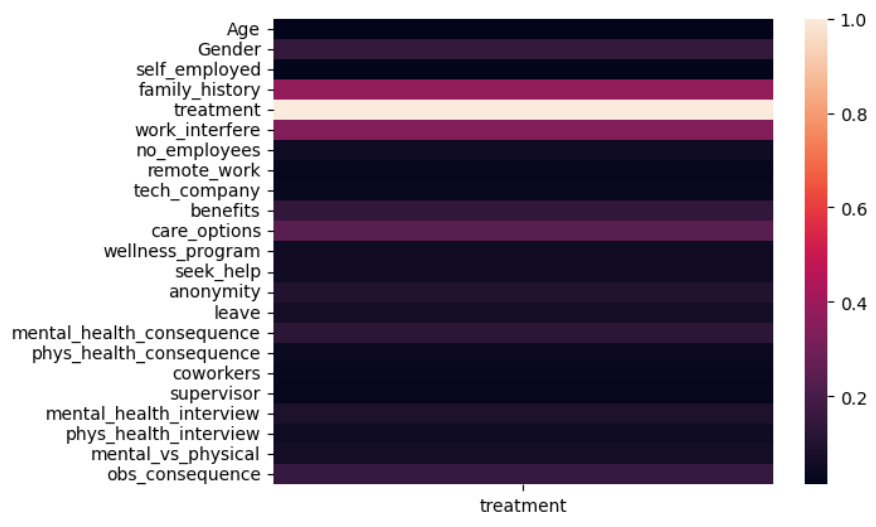 Age
Gender
self_employed
family_history
treatment
work_interfere
no_employees
remote_work
tech_company
benefits
care_options
wellness_program
seek_help
anonymity
leave
mental_health_consequence
phys_health_consequence
coworkers
supervisor
mental_health_interview
phys_health_interview
mental_vs_physical
obs_consequence
treatment
1.0
0.8
0.6
0.4
0.2